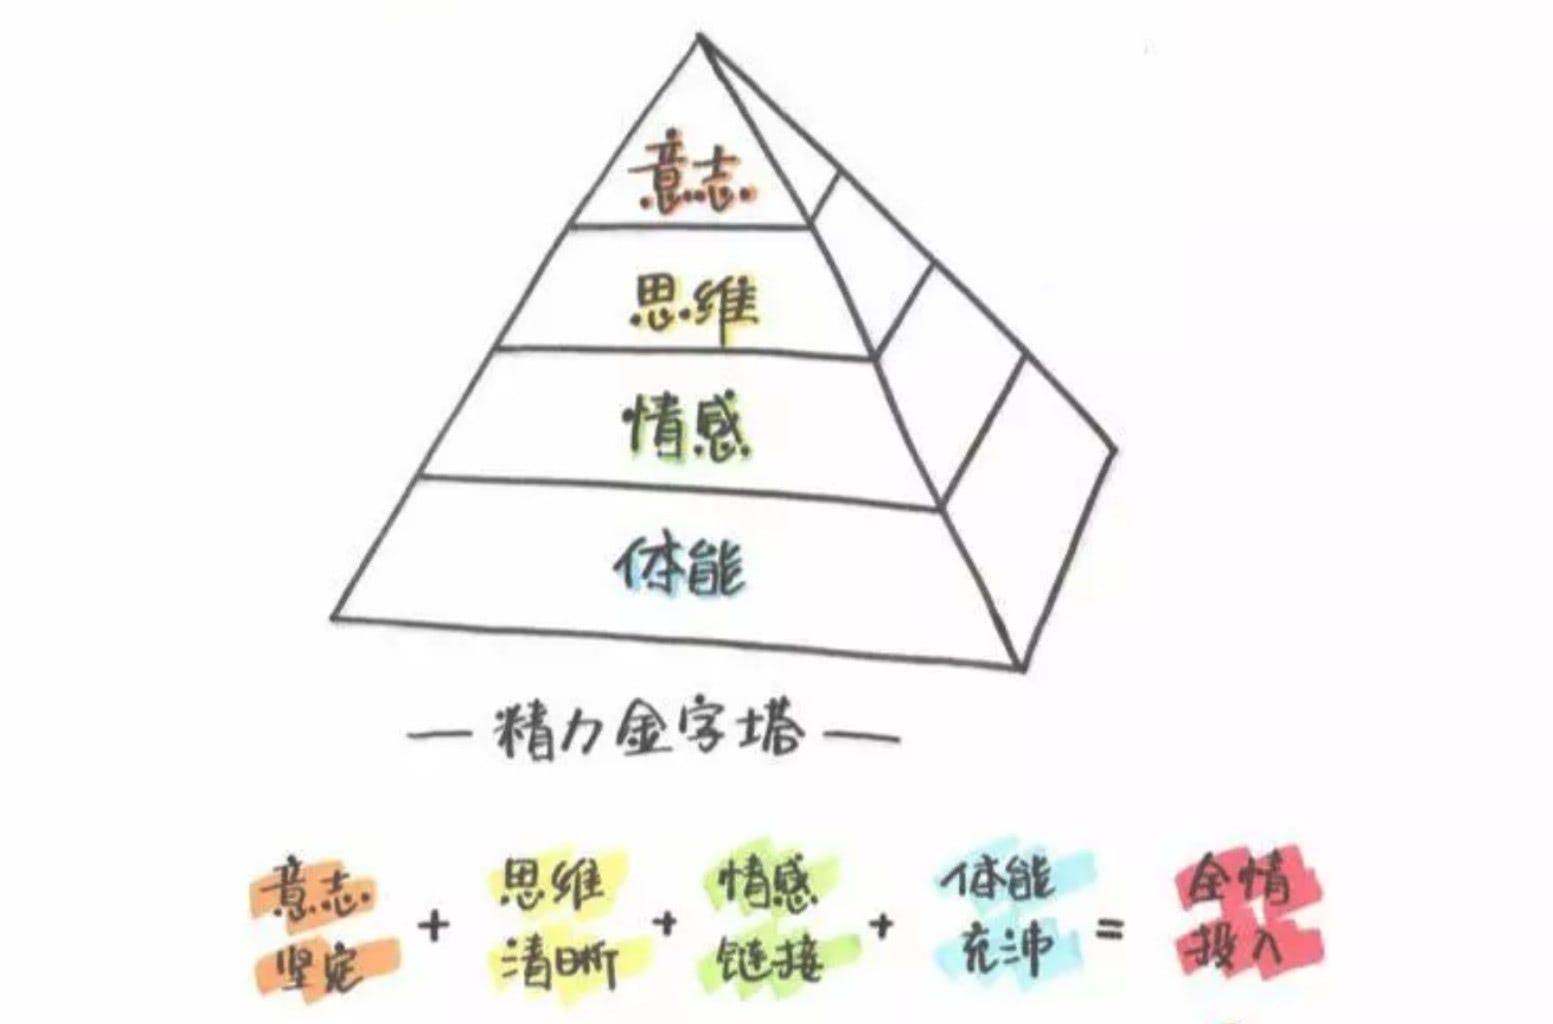 意志
思维
情感
体能
— 精力金字塔 —
意志 思维 情感 体能 全情
坚定 + 清晰 + 链接 + 充沛 = 投入